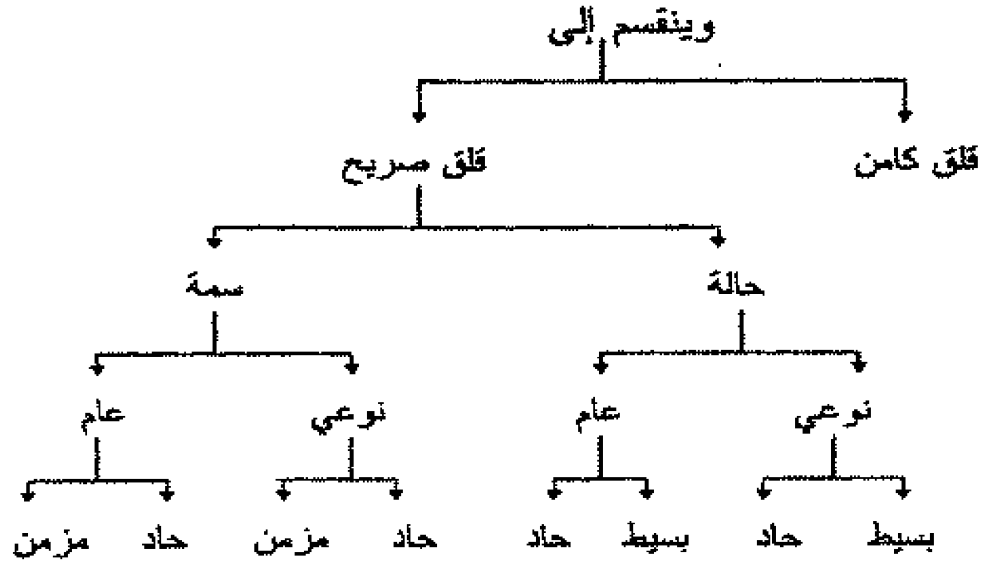 وينقسم إلى
قلق كامن قلق صريح
حالة سمة
نوعي عام نوعي عام
بسيط حاد بسيط حاد حاد مزمن حاد مزمن